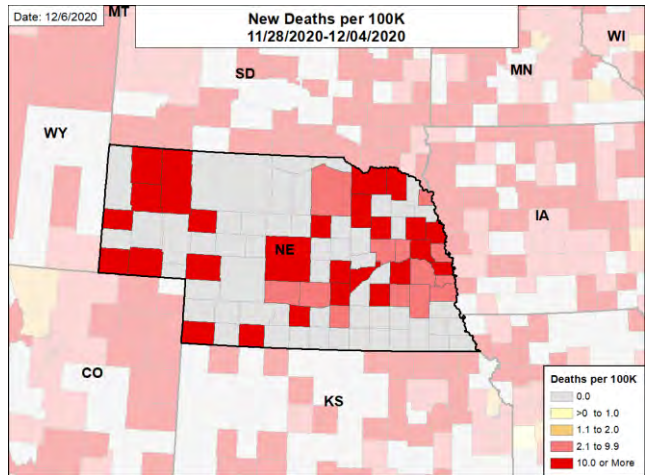 Date: 12/6/2020
New Deaths per 100K
11/28/2020-12/04/2020
MT
WI
SD
MN
WY
IA
NE
CO
KS
Deaths per 100K
0.0
>0 to 1.0
1.1 to 2.0
2.1 to 9.9
10.0 or More